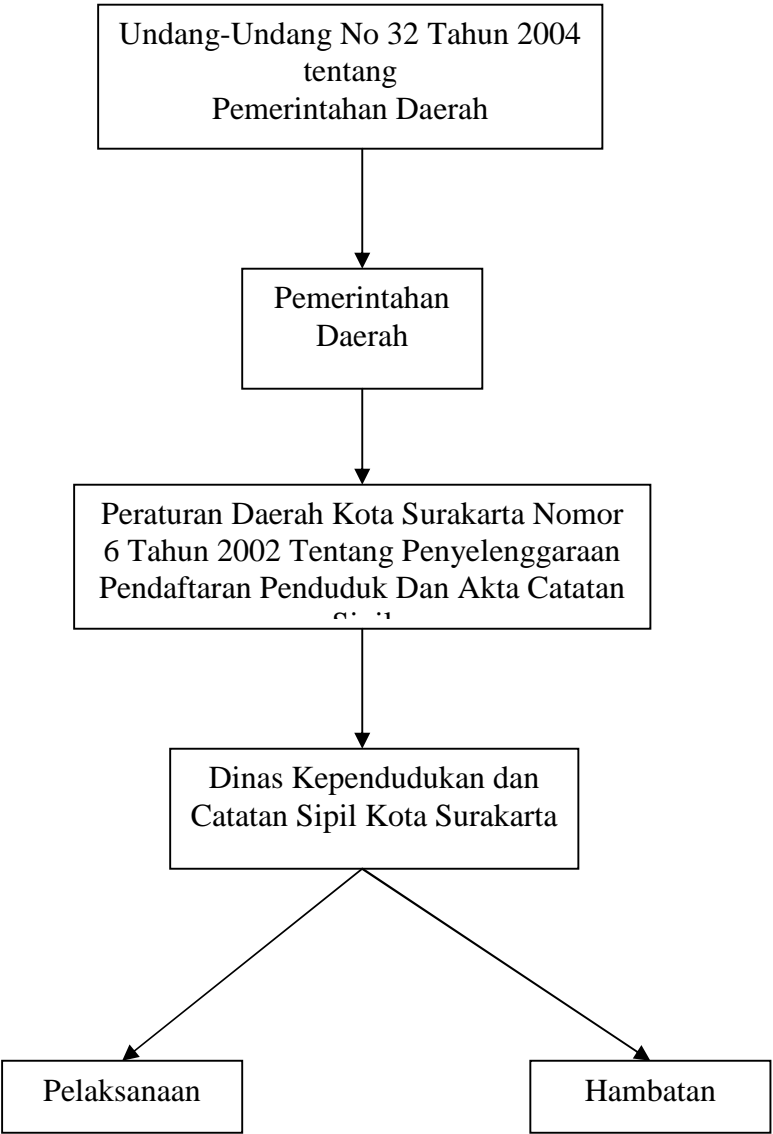 Undang-Undang No 32 Tahun 2004
tentang
Pemerintahan Daerah
Pemerintahan
Daerah
Peraturan Daerah Kota Surakarta Nomor
6 Tahun 2002 Tentang Penyelenggaraan
Pendaftaran Penduduk Dan Akta Catatan
Dinas Kependudukan dan
Catatan Sipil Kota Surakarta
Pelaksanaan
Hambatan